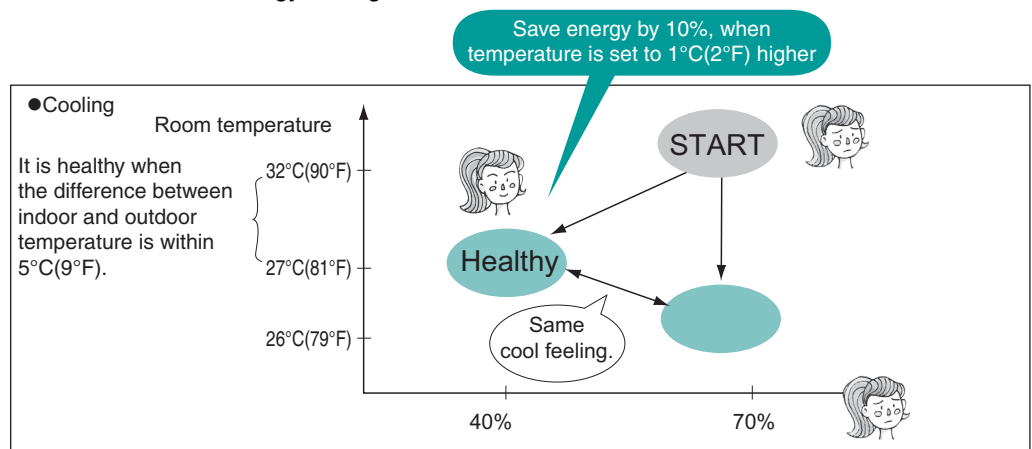 Save energy by 10%, when
temperature is set to 1°C(2°F) higher
●Cooling
Room temperature
It is healthy when
the difference between
indoor and outdoor
temperature is within
5°C(9°F).
32°C(90°F)
27°C(81°F)
26°C(79°F)
START
Healthy
Same
cool feeling.
40%
70%